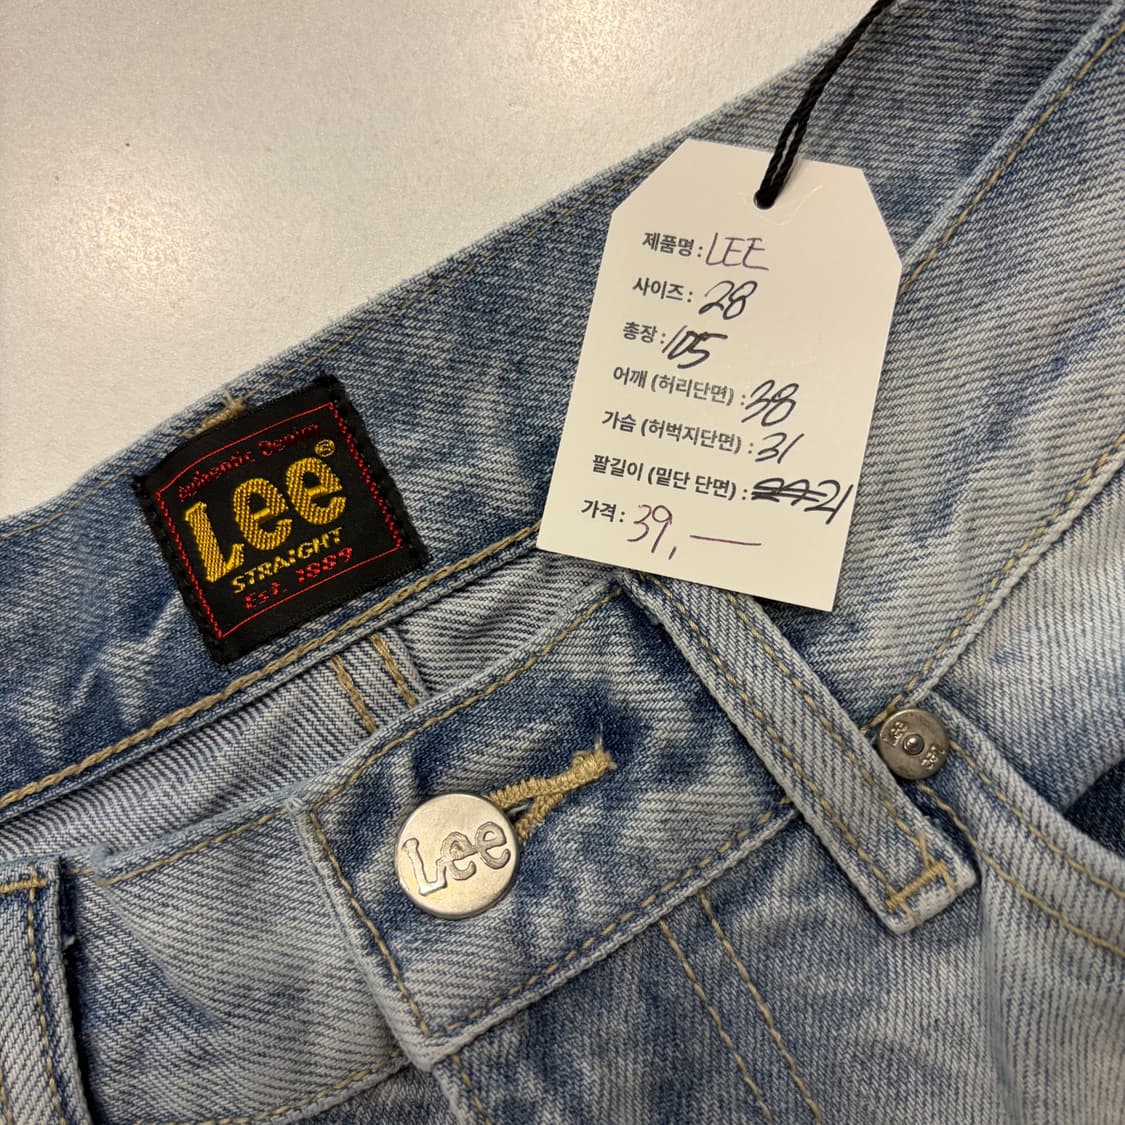 제품명 : LEE
사이즈 : 28
총장 : 105
어깨 (허리단면) : 38
가슴 (허벅지단면) : 31
팔길이 (밑단 단면) : 21
가격 : 39,—
Authentic Denim
Lee®
STRAIGHT
Est. 1889
Lee
Lee
Lee